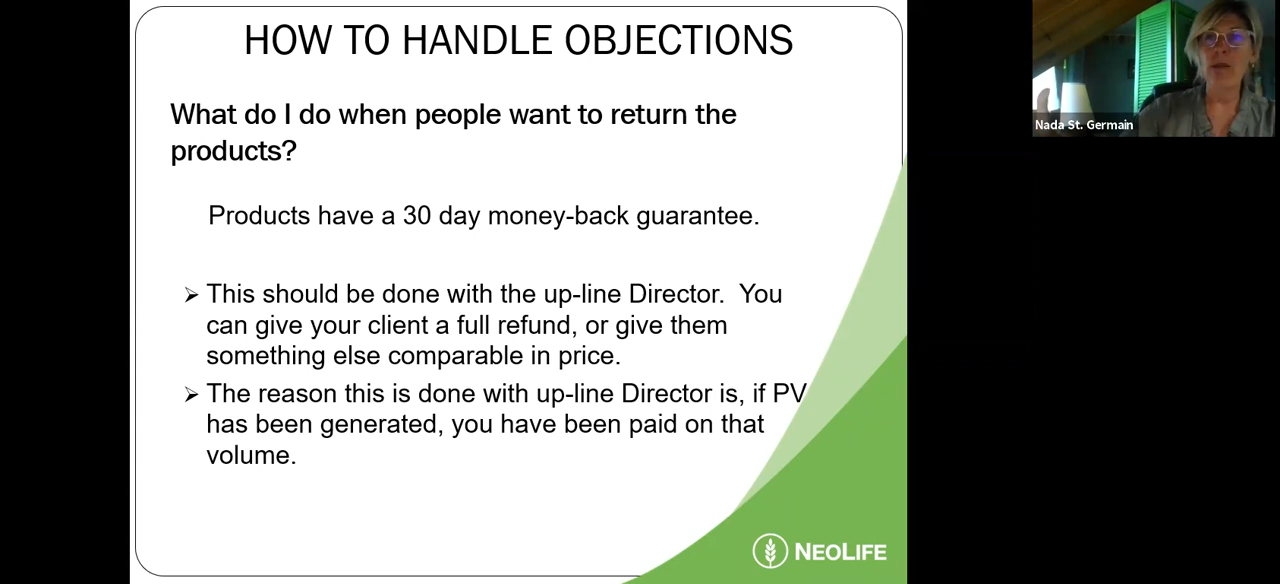 HOW TO HANDLE OBJECTIONS
What do I do when people want to return the
products?
Products have a 30 day money-back guarantee.
➢ This should be done with the up-line Director.  You
can give your client a full refund, or give them
something else comparable in price.
➢ The reason this is done with up-line Director is, if PV
has been generated, you have been paid on that
volume.
NEOLIFE
Nada St. Germain